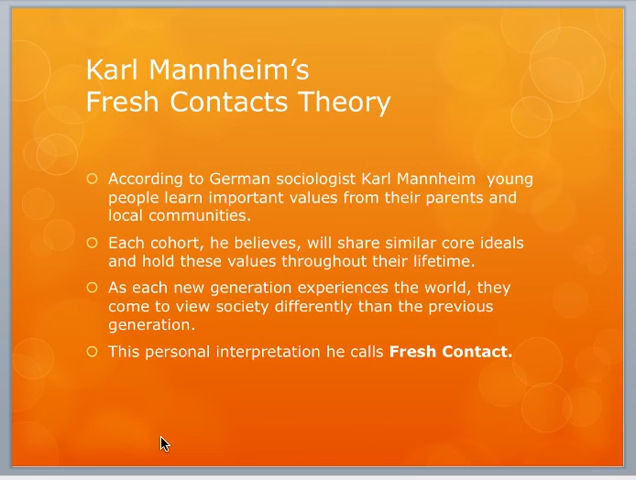 Karl Mannheim’s
Fresh Contacts Theory
According to German sociologist Karl Mannheim  young
people learn important values from their parents and
local communities.
Each cohort, he believes, will share similar core ideals
and hold these values throughout their lifetime.
As each new generation experiences the world, they
come to view society differently than the previous
generation.
This personal interpretation he calls Fresh Contact.